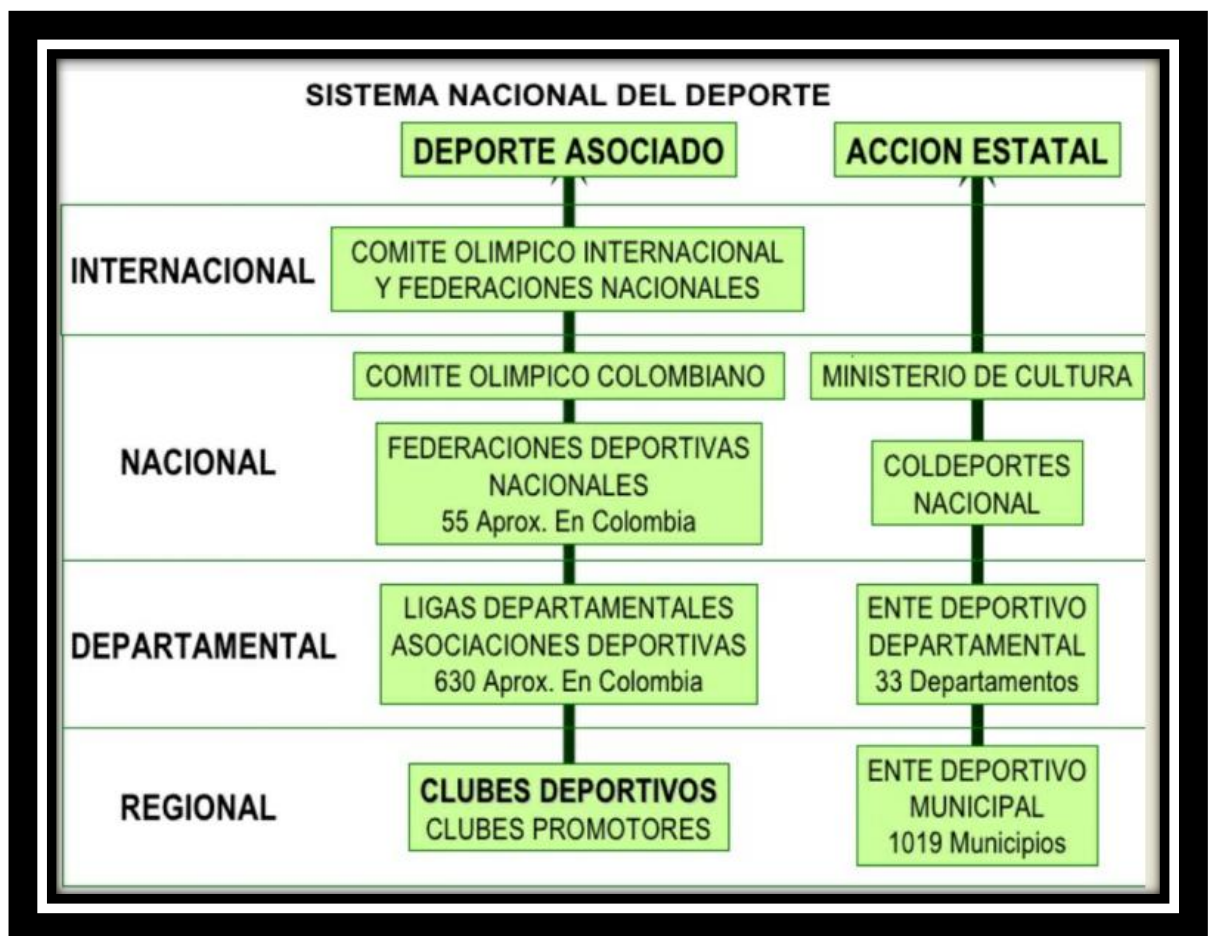 SISTEMA NACIONAL DEL DEPORTE
DEPORTE ASOCIADO
ACCION ESTATAL
INTERNACIONAL
COMITE OLIMPICO INTERNACIONAL
Y FEDERACIONES NACIONALES
NACIONAL
COMITE OLIMPICO COLOMBIANO
MINISTERIO DE CULTURA
FEDERACIONES DEPORTIVAS
NACIONALES
55 Aprox. En Colombia
COLDEPORTES
NACIONAL
DEPARTAMENTAL
LIGAS DEPARTAMENTALES
ASOCIACIONES DEPORTIVAS
630 Aprox. En Colombia
ENTE DEPORTIVO
DEPARTAMENTAL
33 Departamentos
REGIONAL
CLUBES DEPORTIVOS
CLUBES PROMOTORES
ENTE DEPORTIVO
MUNICIPAL
1019 Municipios